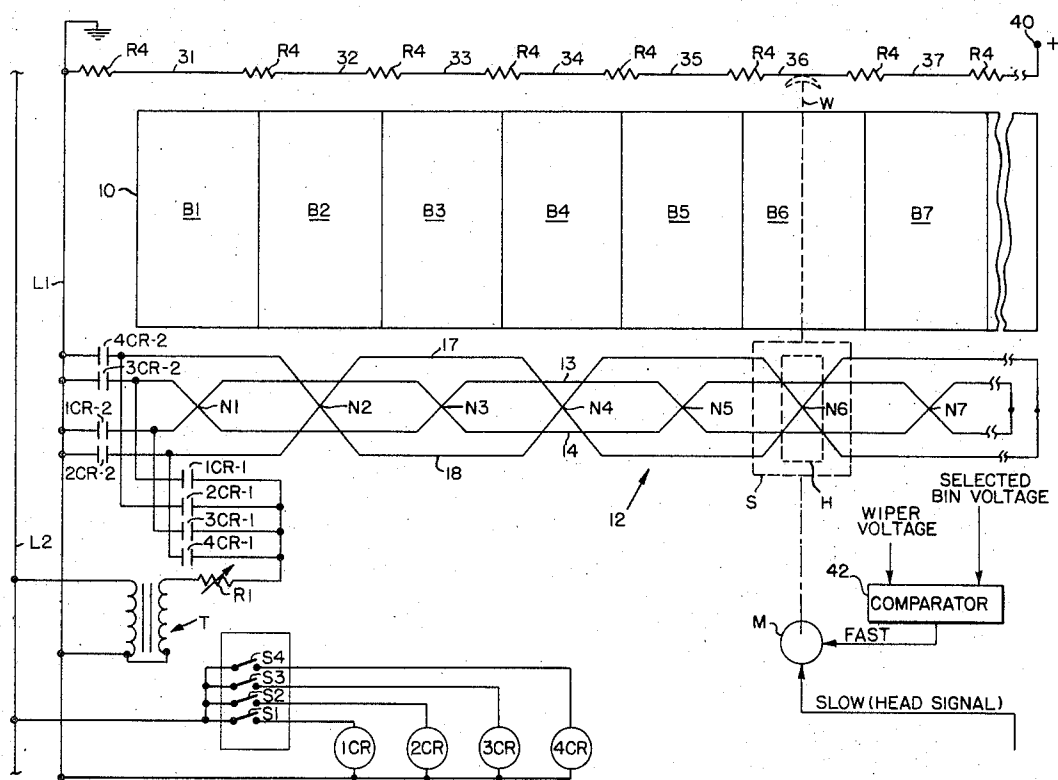 40 +
R4 R4 R4 R4 R4 R4 R4 R4
31 32 33 34 35 36 37
W
10
B1 B2 B3 B4 B5 B6 B7
L1
4CR-2
17
3CR-2
13
1CR-2
N1 N2 N3 N4 N5 N6 N7
14
2CR-2
18
1CR-1
S H
2CR-1
12
SELECTED
BIN VOLTAGE
3CR-1
WIPER
VOLTAGE
L2
4CR-1
42
R1
COMPARATOR
T
M
FAST
S4
S3
S2
SLOW (HEAD SIGNAL)
S1
1CR 2CR 3CR 4CR